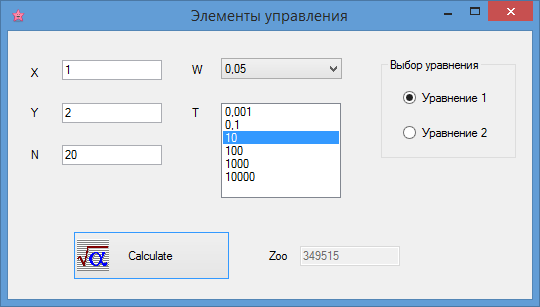 Элементы управления
X 1 W 0,05 Выбор уравнения
Уравнение 1
Y 2 T 0,001
0,1
10
100
1000
10000
Уравнение 2
N 20
√α Calculate Zoo 349515